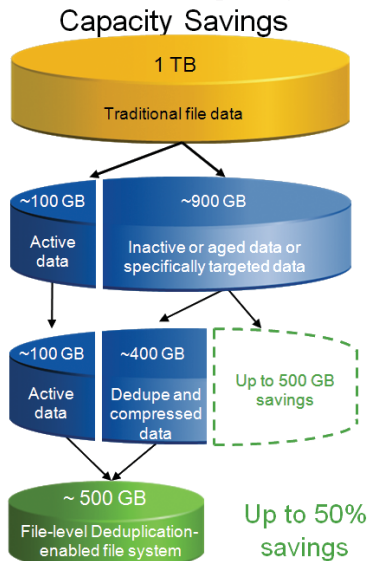 Capacity Savings
1 TB
Traditional file data
~100 GB
~900 GB
Active
data
Inactive or aged data or
specifically targeted data
~100 GB
~400 GB
Active
data
Dedupe and
compressed
data
Up to 500 GB
savings
~ 500 GB
File-level Deduplication-
enabled file system
Up to 50%
savings